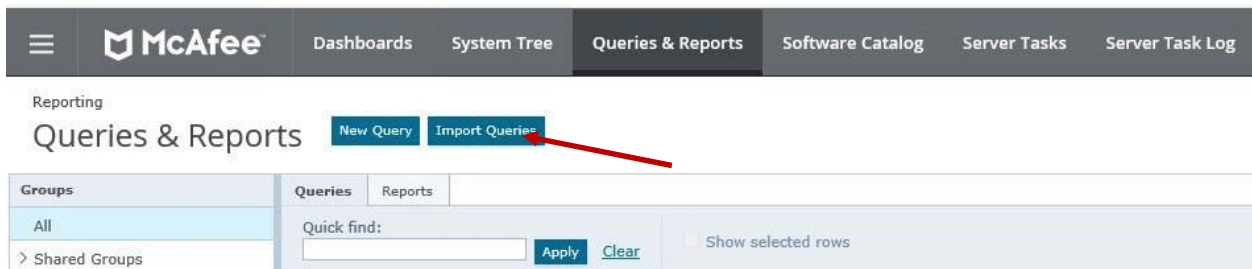 McAfee Dashboards System Tree Queries & Reports Software Catalog Server Tasks Server Task Log
Reporting
Queries & Reports New Query Import Queries
Groups Queries Reports
All Quick find:
Apply Clear Show selected rows
> Shared Groups